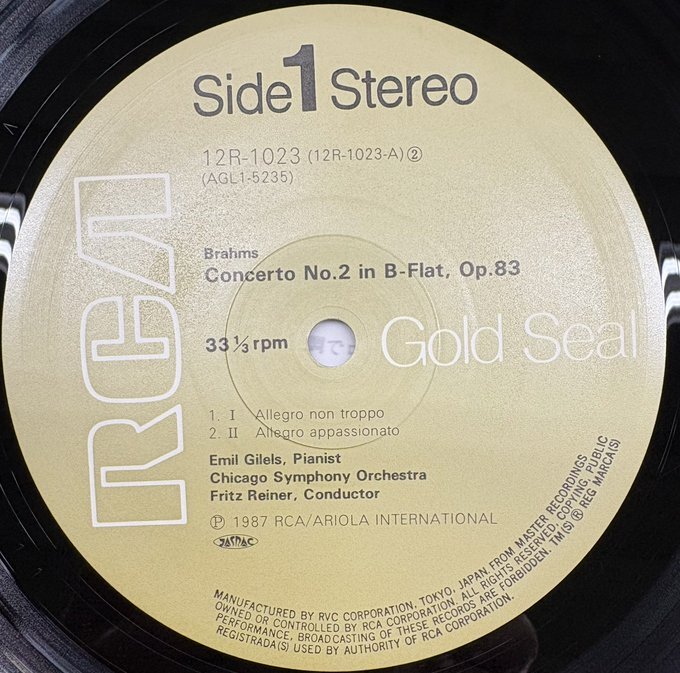 Side 1 Stereo
12R-1023 (12R-1023-A) ②
(AGL1-5235)
RCA
Brahms
Concerto No.2 in B-Flat, Op.83
33 ⅓ rpm
Gold Seal
1. I Allegro non troppo
2. II Allegro appassionato
Emil Gilels, Pianist
Chicago Symphony Orchestra
Fritz Reiner, Conductor
Ⓟ 1987 RCA/ARIOLA INTERNATIONAL
JASRAC
MANUFACTURED BY RVC CORPORATION, TOKYO, JAPAN, FROM MASTER RECORDINGS
OWNED OR CONTROLLED BY RCA CORPORATION. ALL RIGHTS RESERVED, COPYING, PUBLIC
PERFORMANCE, BROADCASTING OF THESE RECORDS ARE FORBIDDEN. TM(S) ® REG MARCA(S)
REGISTRADA(S) USED BY AUTHORITY OF RCA CORPORATION.